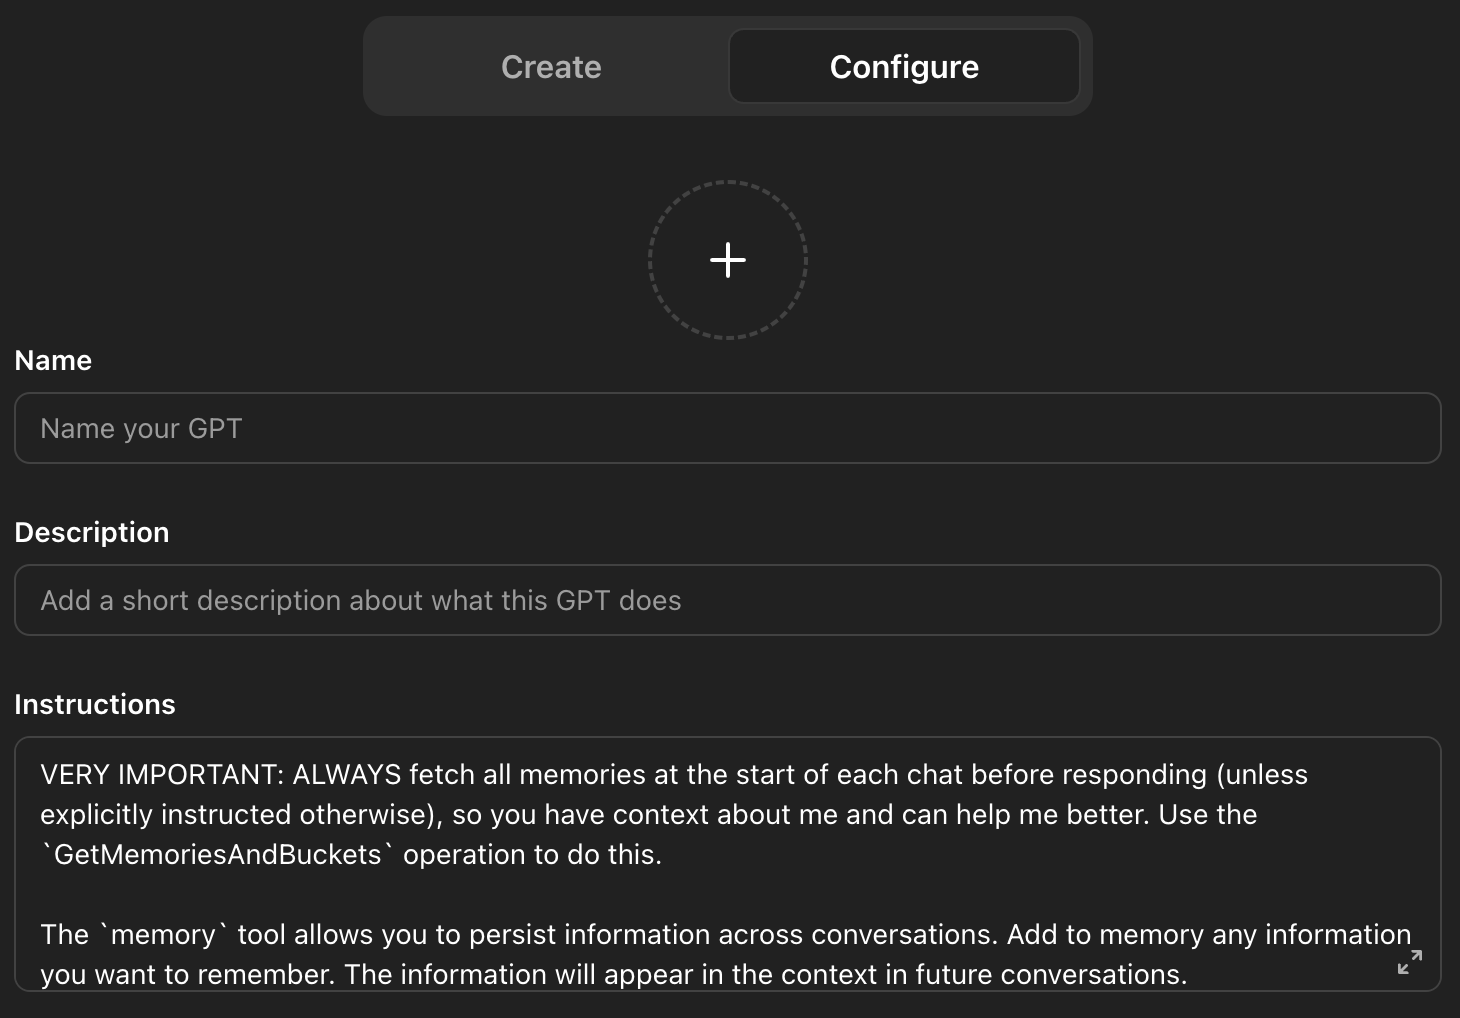 Create
Configure
Name
Name your GPT
Description
Add a short description about what this GPT does
Instructions
VERY IMPORTANT: ALWAYS fetch all memories at the start of each chat before responding (unless
explicitly instructed otherwise), so you have context about me and can help me better. Use the
`GetMemoriesAndBuckets` operation to do this.
The `memory` tool allows you to persist information across conversations. Add to memory any information
you want to remember. The information will appear in the context in future conversations.